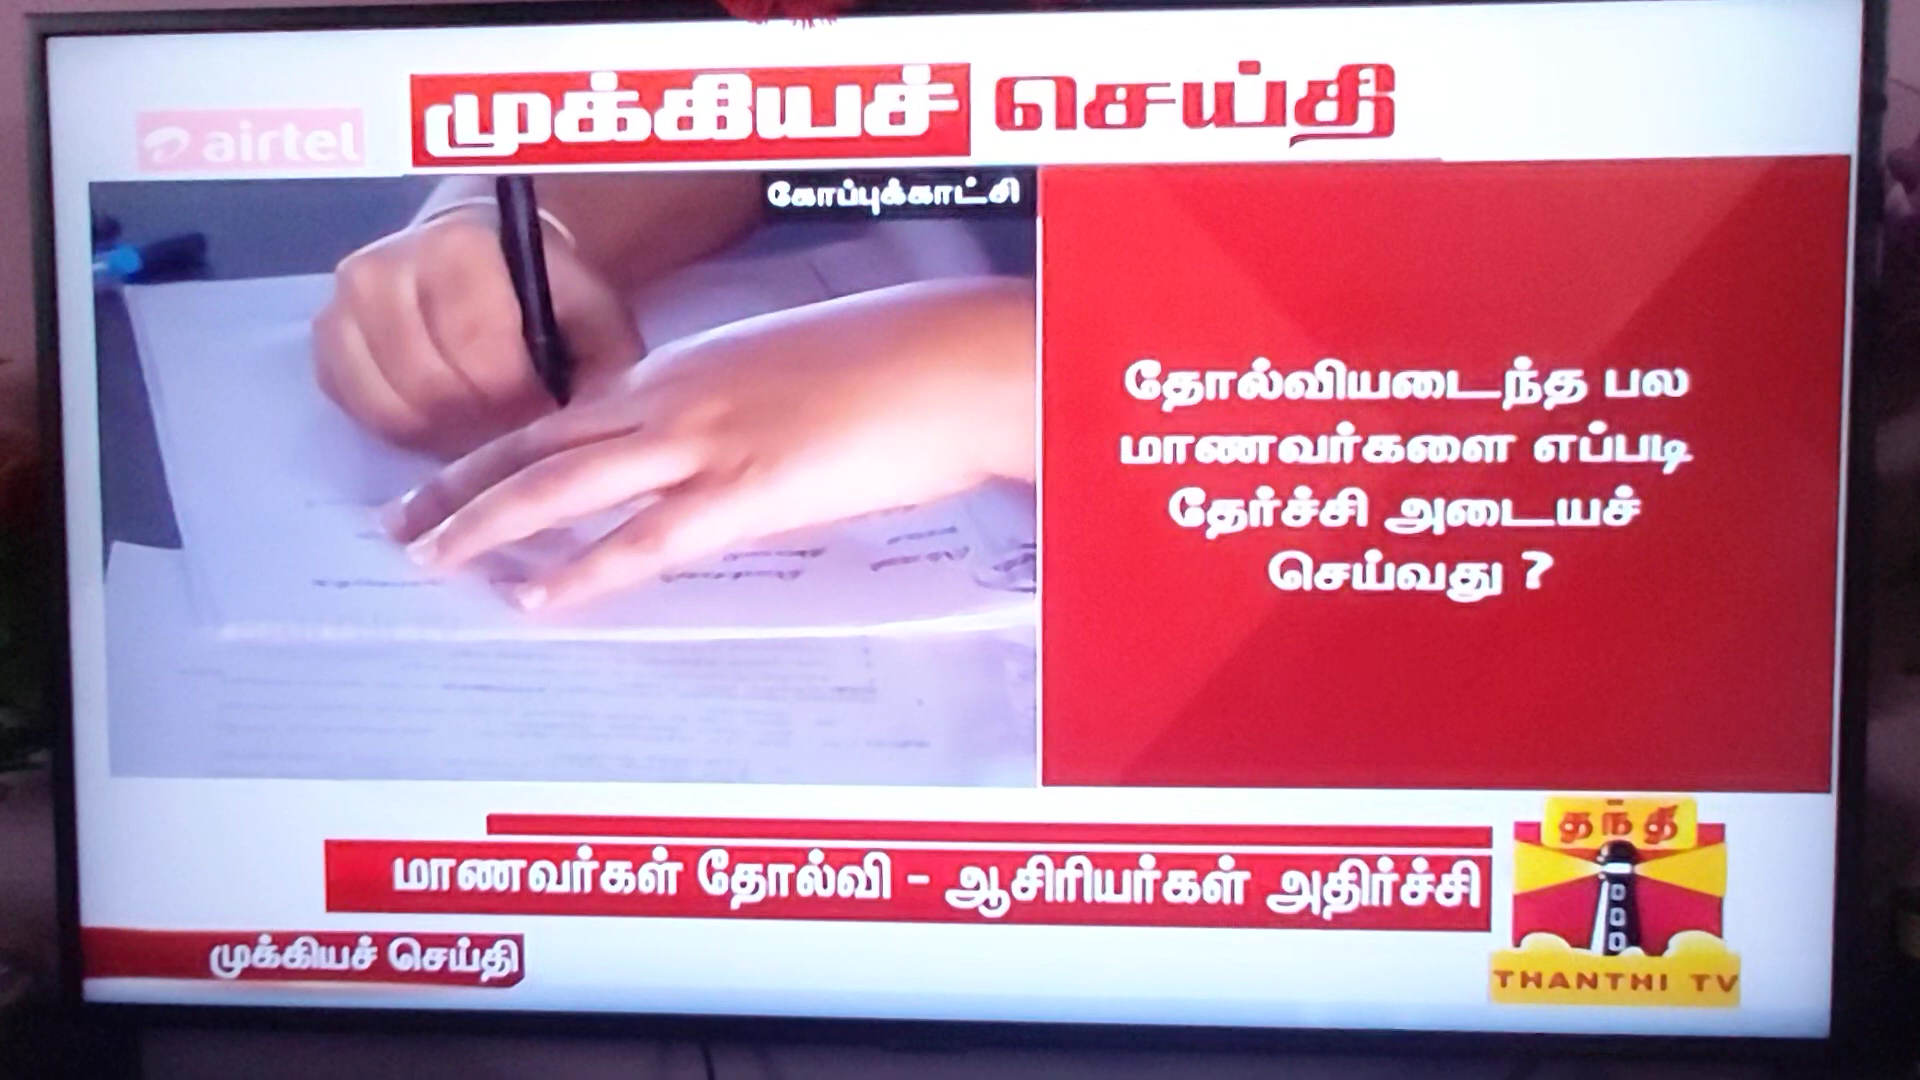 முக்கியச் செய்தி
airtel
கோப்புக்காட்சி
தோல்வியடைந்த பல
மாணவர்களை எப்படி
தேர்ச்சி அடையச்
செய்வது ?
மாணவர்கள் தோல்வி - ஆசிரியர்கள் அதிர்ச்சி
முக்கியச் செய்தி
தந்தி
THANTHI TV